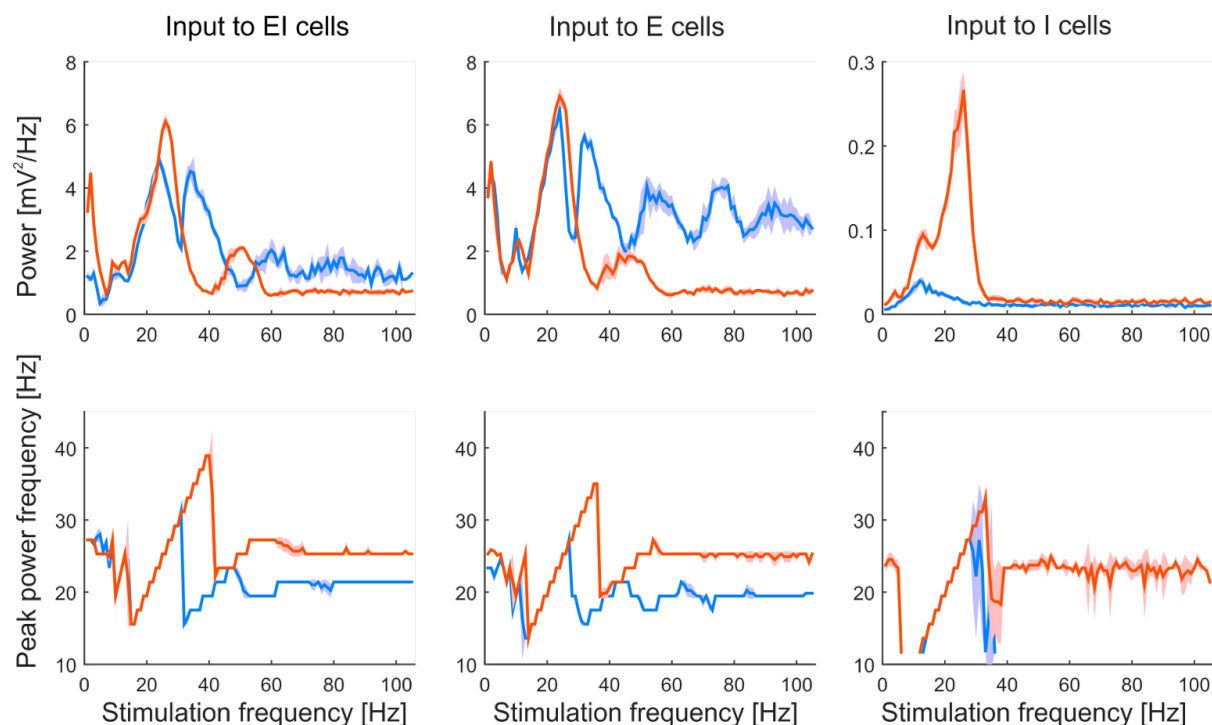 Input to EI cells
Input to E cells
Input to I cells
Power [mV²/Hz]
8
6
4
2
0
0 20 40 60 80 100
8
6
4
2
0
0 20 40 60 80 100
0.3
0.2
0.1
0
0 20 40 60 80 100
Peak power frequency [Hz]
40
30
20
10
0 20 40 60 80 100
40
30
20
10
0 20 40 60 80 100
40
30
20
10
0 20 40 60 80 100
Stimulation frequency [Hz]
Stimulation frequency [Hz]
Stimulation frequency [Hz]